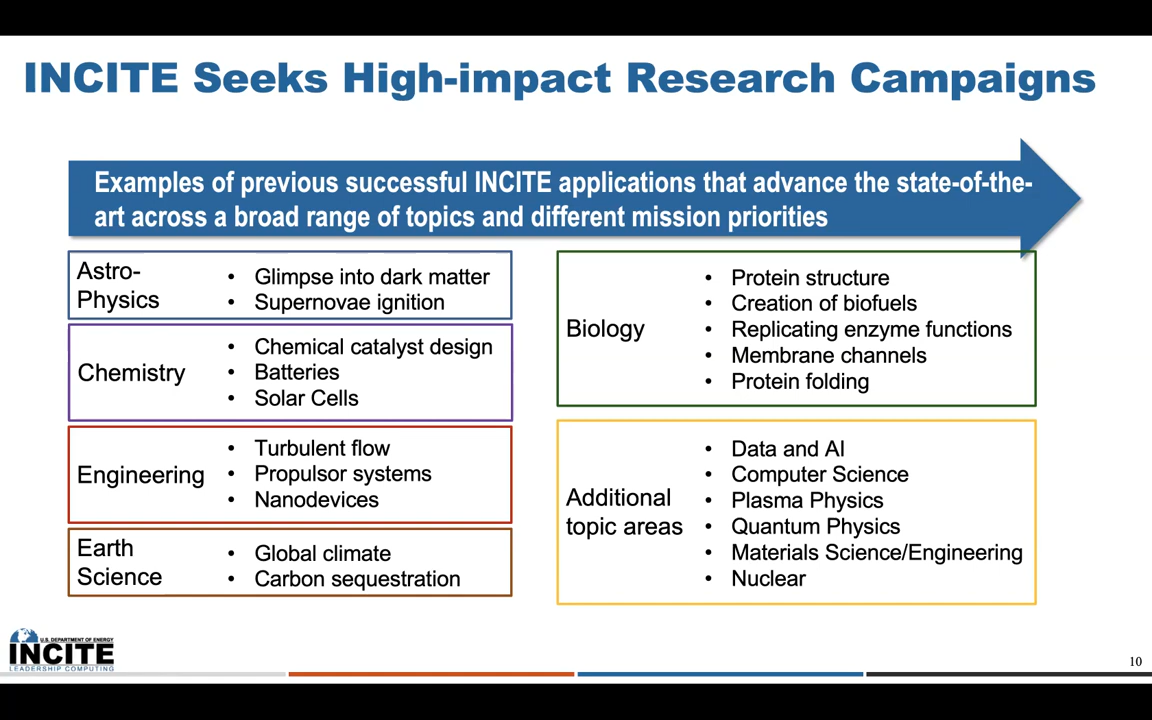 INCITE Seeks High-impact Research Campaigns
Examples of previous successful INCITE applications that advance the state-of-the-
art across a broad range of topics and different mission priorities
Astro-
Physics
• Glimpse into dark matter
• Supernovae ignition
Chemistry
• Chemical catalyst design
• Batteries
• Solar Cells
Engineering
• Turbulent flow
• Propulsor systems
• Nanodevices
Earth
Science
• Global climate
• Carbon sequestration
Biology
• Protein structure
• Creation of biofuels
• Replicating enzyme functions
• Membrane channels
• Protein folding
Additional
topic areas
• Data and AI
• Computer Science
• Plasma Physics
• Quantum Physics
• Materials Science/Engineering
• Nuclear
U.S. DEPARTMENT OF ENERGY
INCITE
LEADERSHIP COMPUTING
10